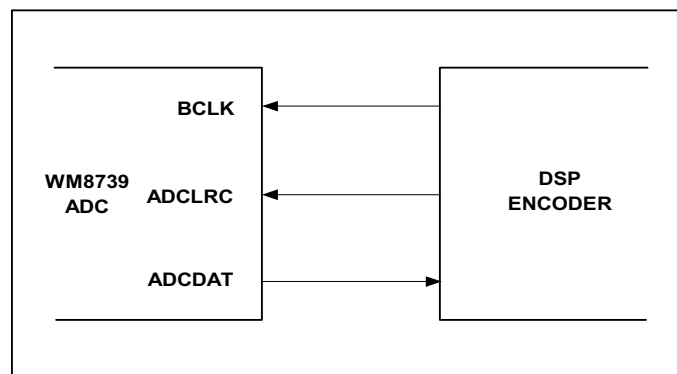 BCLK
WM8739
ADC
ADCLRC
ADCDAT
DSP
ENCODER